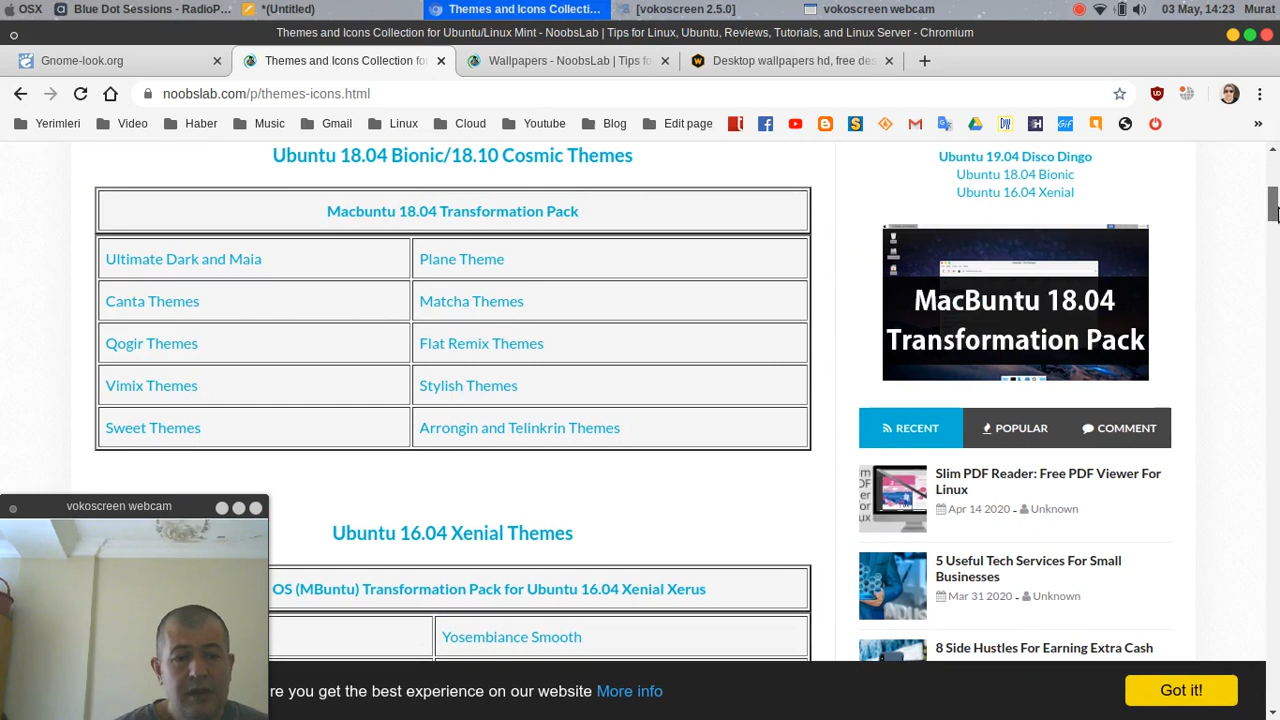 OSX
Blue Dot Sessions - RadioP...
*(Untitled)
Themes and Icons Collecti...
[vokoscreen 2.5.0]
vokoscreen webcam
03 May, 14:23
Murat
Themes and Icons Collection for Ubuntu/Linux Mint - NoobsLab | Tips for Linux, Ubuntu, Reviews, Tutorials, and Linux Server - Chromium
Gnome-look.org
Themes and Icons Collection fo
Wallpapers - NoobsLab | Tips fo
Desktop wallpapers hd, free des
noobslab.com/p/themes-icons.html
Yerimleri
Video
Haber
Music
Gmail
Linux
Cloud
Youtube
Blog
Edit page
Ubuntu 18.04 Bionic/18.10 Cosmic Themes
Macbuntu 18.04 Transformation Pack
Ultimate Dark and Maia
Plane Theme
Canta Themes
Matcha Themes
Qogir Themes
Flat Remix Themes
Vimix Themes
Stylish Themes
Sweet Themes
Arrongin and Telinkrin Themes
Ubuntu 16.04 Xenial Themes
OS (MBuntu) Transformation Pack for Ubuntu 16.04 Xenial Xerus
Yosembiance Smooth
Ubuntu 19.04 Disco Dingo
Ubuntu 18.04 Bionic
Ubuntu 16.04 Xenial
MacBuntu 18.04
Transformation Pack
RECENT
POPULAR
COMMENT
Slim PDF Reader: Free PDF Viewer For
Linux
Apr 14 2020 - Unknown
5 Useful Tech Services For Small
Businesses
Mar 31 2020 - Unknown
8 Side Hustles For Earning Extra Cash
vokoscreen webcam
re you get the best experience on our website More info
Got it!